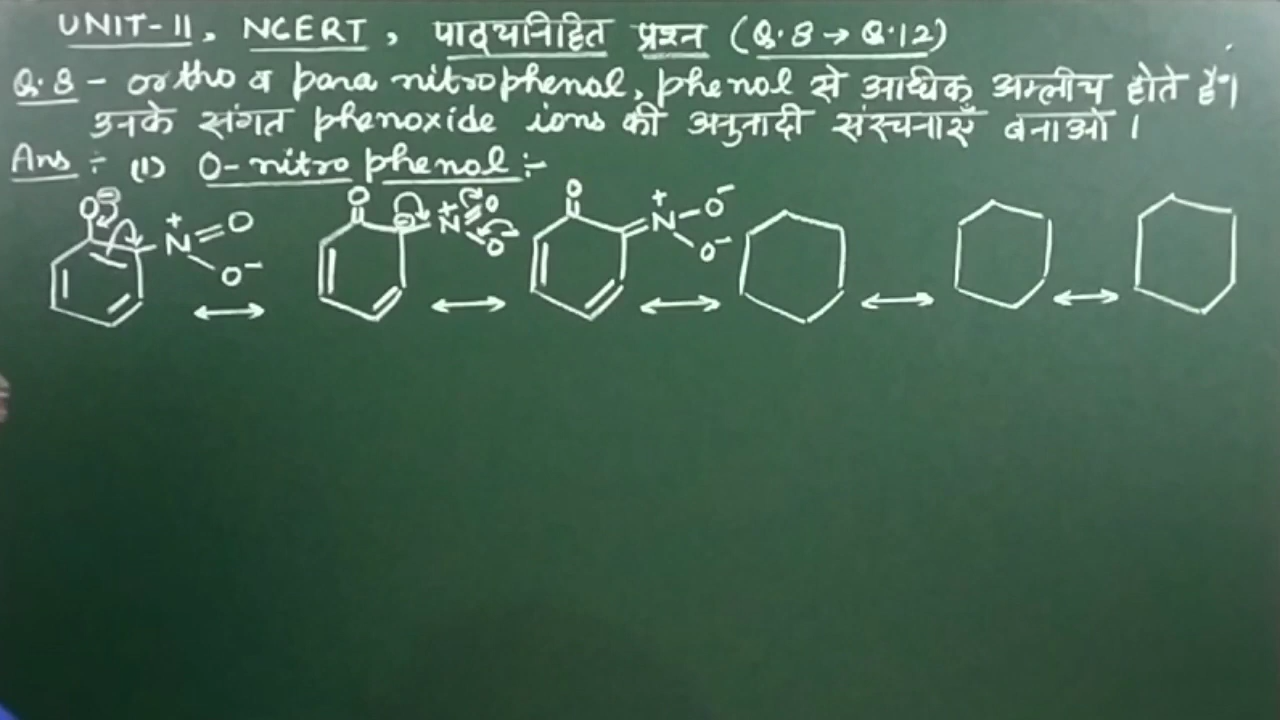 UNIT-11, NCERT, पाठ्यनिहित प्रश्न (Q.8 → Q.12)
Q.8 - ortho व para nitrophenol, phenol से अधिक अम्लीय होते हैं।
उनके संगत phenoxide ions की अनुनादी संरचनाएँ बनाओ।
Ans :- (1) O-nitro phenol :-
O⊖ N⁺ O O⁻ ↔ O ⊖ N⁺ O O⁻ ↔ O N⁺ O⁻ O⁻ ↔ ↔ ↔